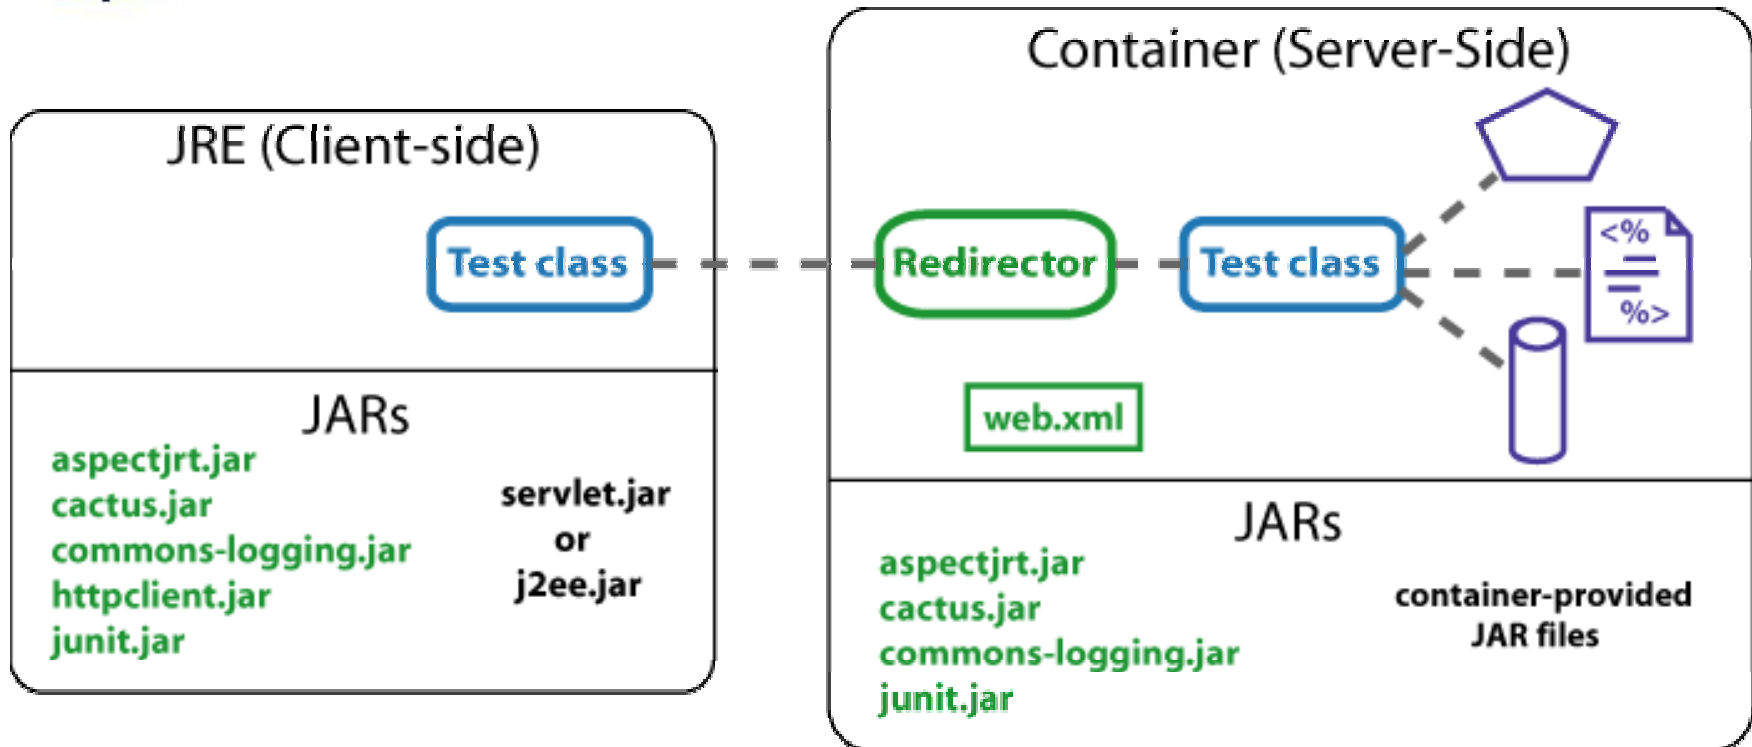 JRE (Client-side)
Test class
JARs
aspectjrt.jar
cactus.jar
commons-logging.jar
httpclient.jar
junit.jar
servlet.jar
or
j2ee.jar
Container (Server-Side)
Redirector
Test class
<%
%>
web.xml
JARs
aspectjrt.jar
cactus.jar
commons-logging.jar
junit.jar
container-provided
JAR files